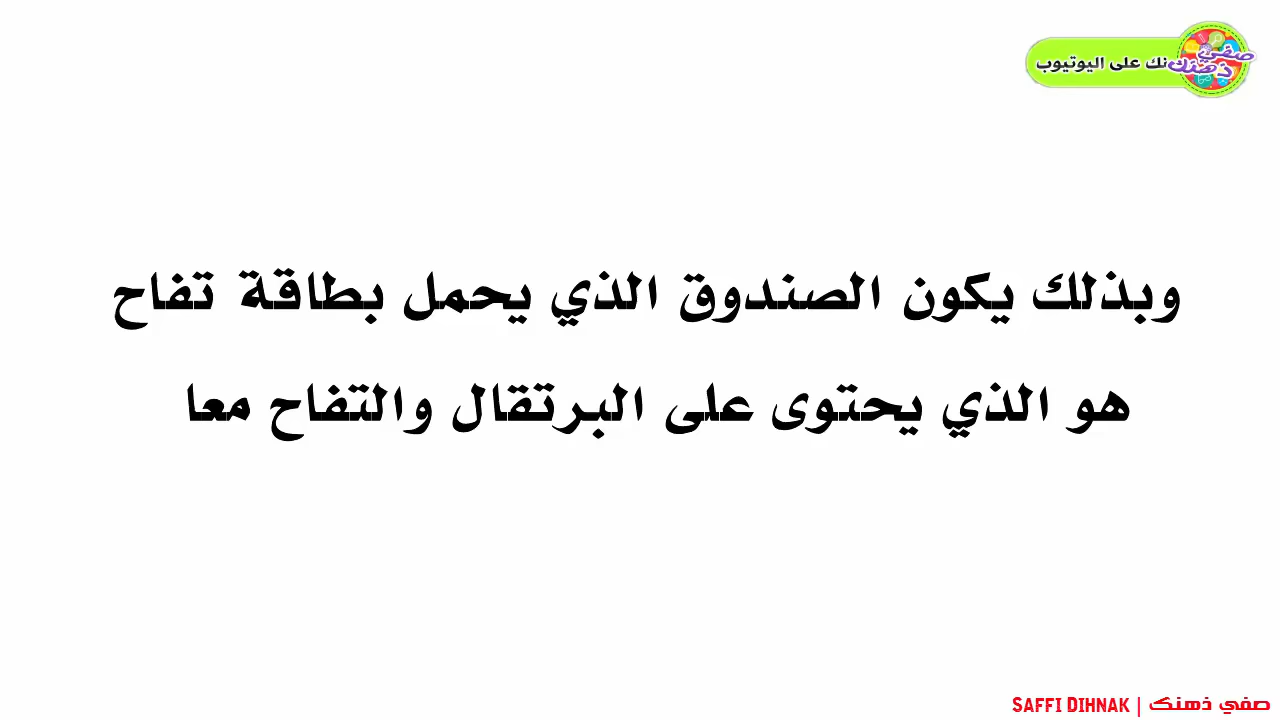 نك على اليوتيوب
صفي
ذهنك
وبذلك يكون الصندوق الذي يحمل بطاقة تفاح
هو الذي يحتوى على البرتقال والتفاح معا
SAFFI DIHNAK | صفي ذهنك